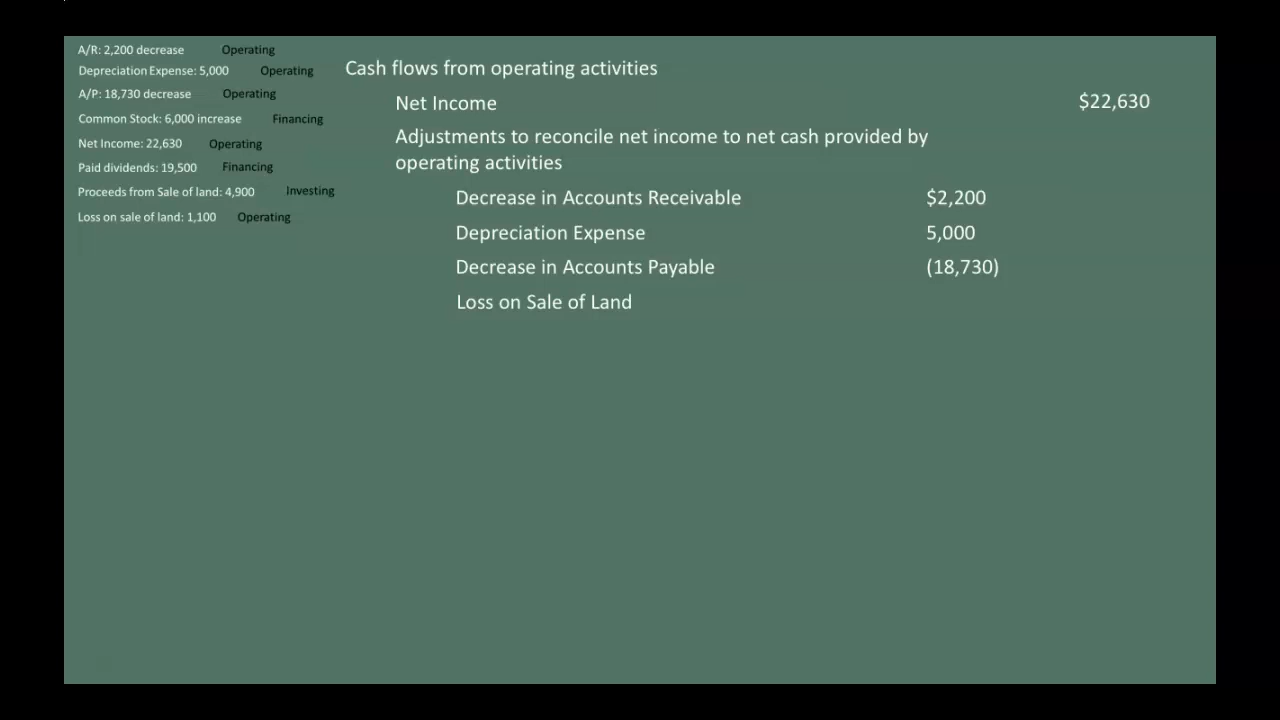 A/R: 2,200 decrease Operating
Depreciation Expense: 5,000 Operating
A/P: 18,730 decrease Operating
Common Stock: 6,000 increase Financing
Net Income: 22,630 Operating
Paid dividends: 19,500 Financing
Proceeds from Sale of land: 4,900 Investing
Loss on sale of land: 1,100 Operating
Cash flows from operating activities
Net Income $22,630
Adjustments to reconcile net income to net cash provided by
operating activities
Decrease in Accounts Receivable $2,200
Depreciation Expense 5,000
Decrease in Accounts Payable (18,730)
Loss on Sale of Land